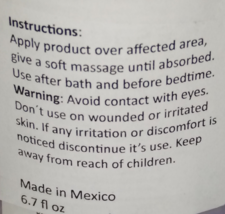 Instructions:
Apply product over affected area,
give a soft massage until absorbed.
Use after bath and before bedtime.
Warning: Avoid contact with eyes.
Don´t use on wounded or irritated
skin. If any irritation or discomfort is
noticed discontinue it's use. Keep
away from reach of children.
Made in Mexico
6.7 fl oz